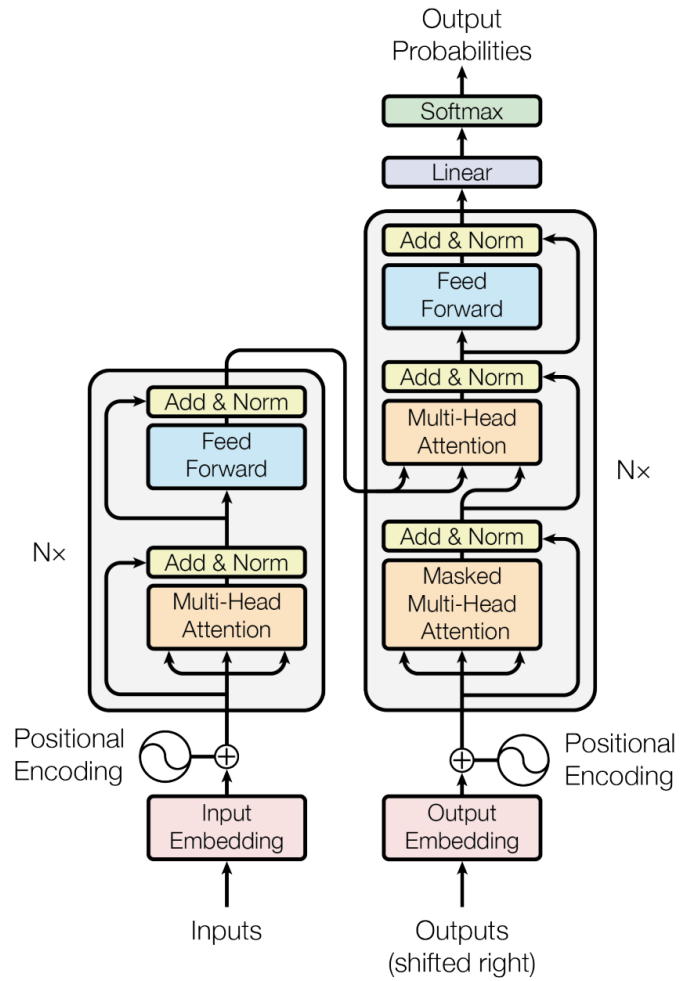 Output
Probabilities
Softmax
Linear
Add & Norm
Feed
Forward
Add & Norm
Multi-Head
Attention
Add & Norm
Masked
Multi-Head
Attention
Nx
Add & Norm
Feed
Forward
Add & Norm
Multi-Head
Attention
N×
Positional
Encoding
Positional
Encoding
Input
Embedding
Output
Embedding
Inputs
Outputs
(shifted right)